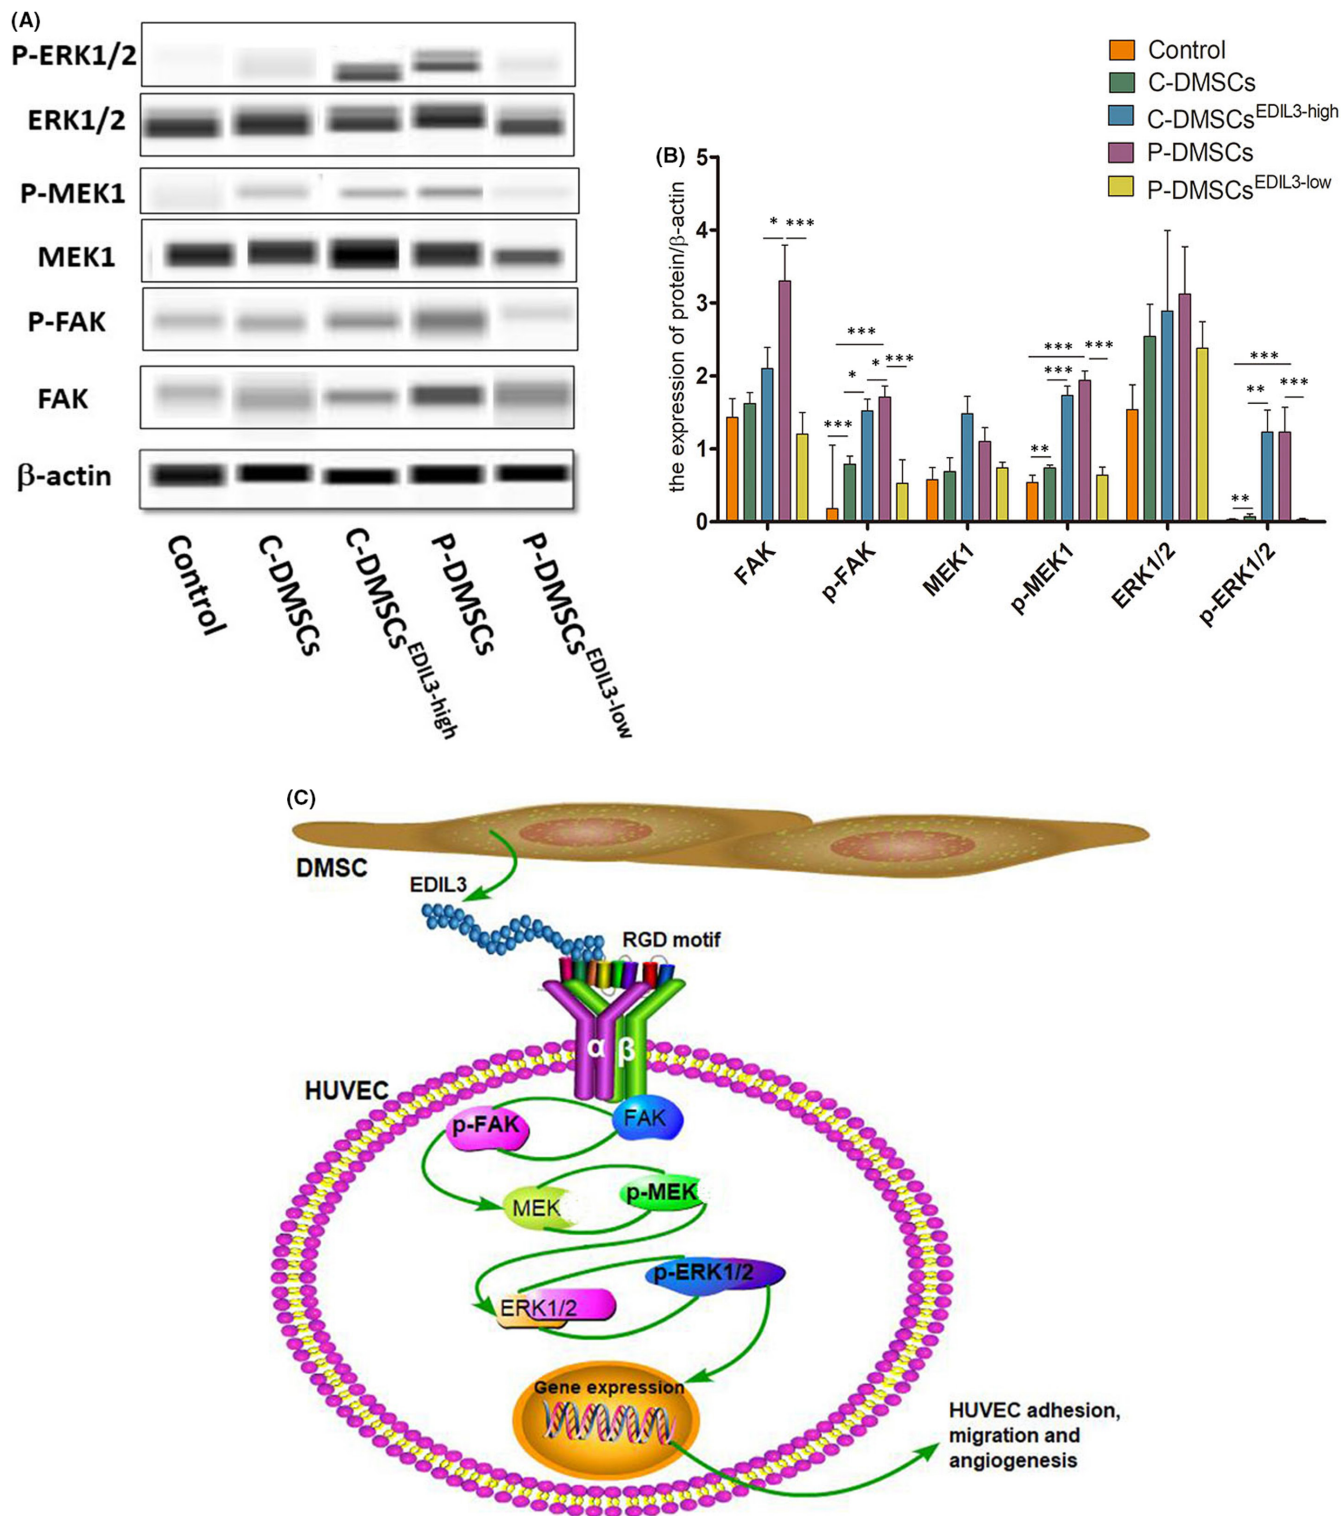 (A)
P-ERK1/2
ERK1/2
P-MEK1
MEK1
P-FAK
FAK
β-actin
Control
C-DMSCs
C-DMSCsEDIL3-high
P-DMSCs
P-DMSCsEDIL3-low
(B)
Control
C-DMSCs
C-DMSCsEDIL3-high
P-DMSCs
P-DMSCsEDIL3-low
the expression of protein/β-actin
5
4
3
2
1
0
* ***
*** *** * * ***
*** *** ** ***
*** ** ** ***
FAK
p-FAK
MEK1
p-MEK1
ERK1/2
p-ERK1/2
(C)
DMSC
EDIL3
RGD motif
α β
HUVEC
p-FAK
FAK
MEK
p-MEK
p-ERK1/2
ERK1/2
Gene expression
HUVEC adhesion,
migration and
angiogenesis